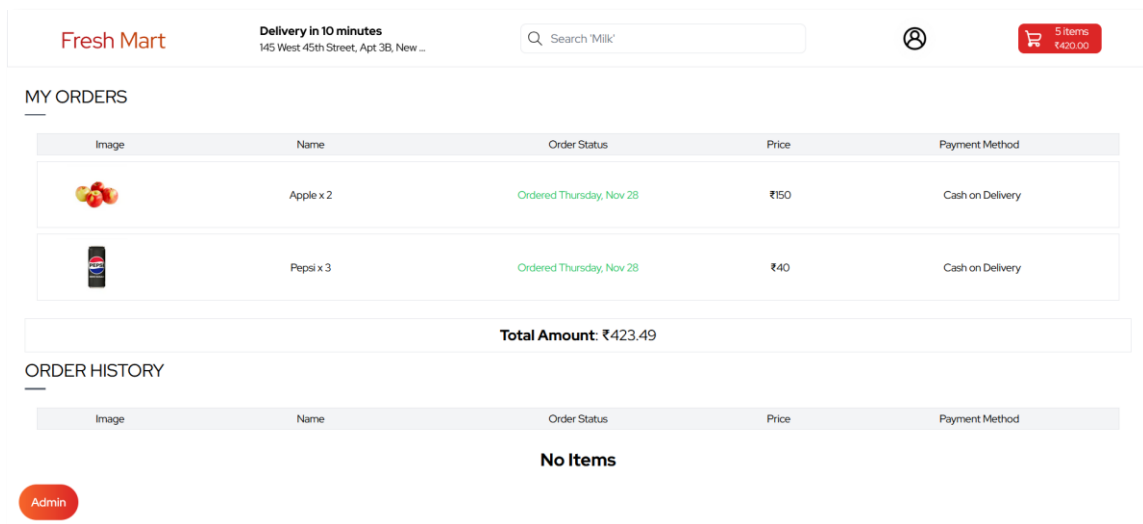 Fresh Mart
Delivery in 10 minutes
145 West 45th Street, Apt 3B, New ...
Search 'Milk'
5 items
₹420.00
MY ORDERS
Image Name Order Status Price Payment Method
Apple x 2 Ordered Thursday, Nov 28 ₹150 Cash on Delivery
PEPSI
Pepsi x 3 Ordered Thursday, Nov 28 ₹40 Cash on Delivery
Total Amount: ₹423.49
ORDER HISTORY
Image Name Order Status Price Payment Method
No Items
Admin